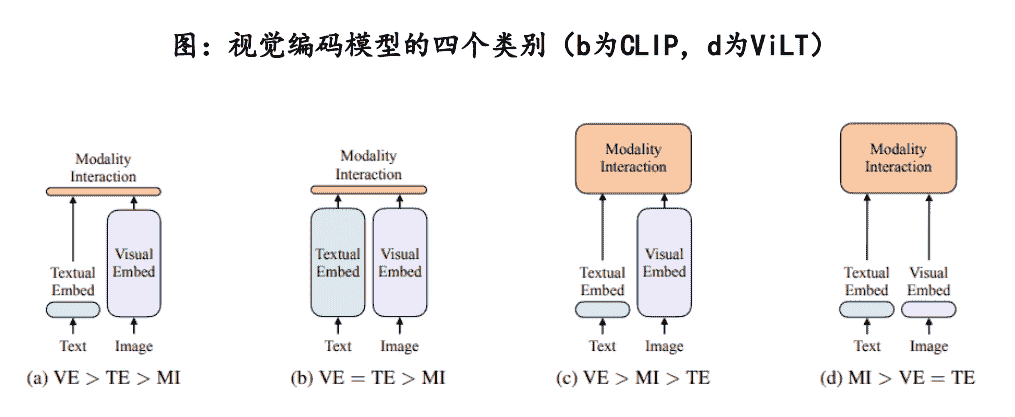 图：视觉编码模型的四个类别（b为CLIP，d为ViLT）
Modality
Interaction
Textual
Embed
Visual
Embed
Text
Image
(a) VE > TE > MI
Modality
Interaction
Textual
Embed
Visual
Embed
Text
Image
(b) VE = TE > MI
Modality
Interaction
Textual
Embed
Visual
Embed
Text
Image
(c) VE > MI > TE
Modality
Interaction
Textual
Embed
Visual
Embed
Text
Image
(d) MI > VE = TE